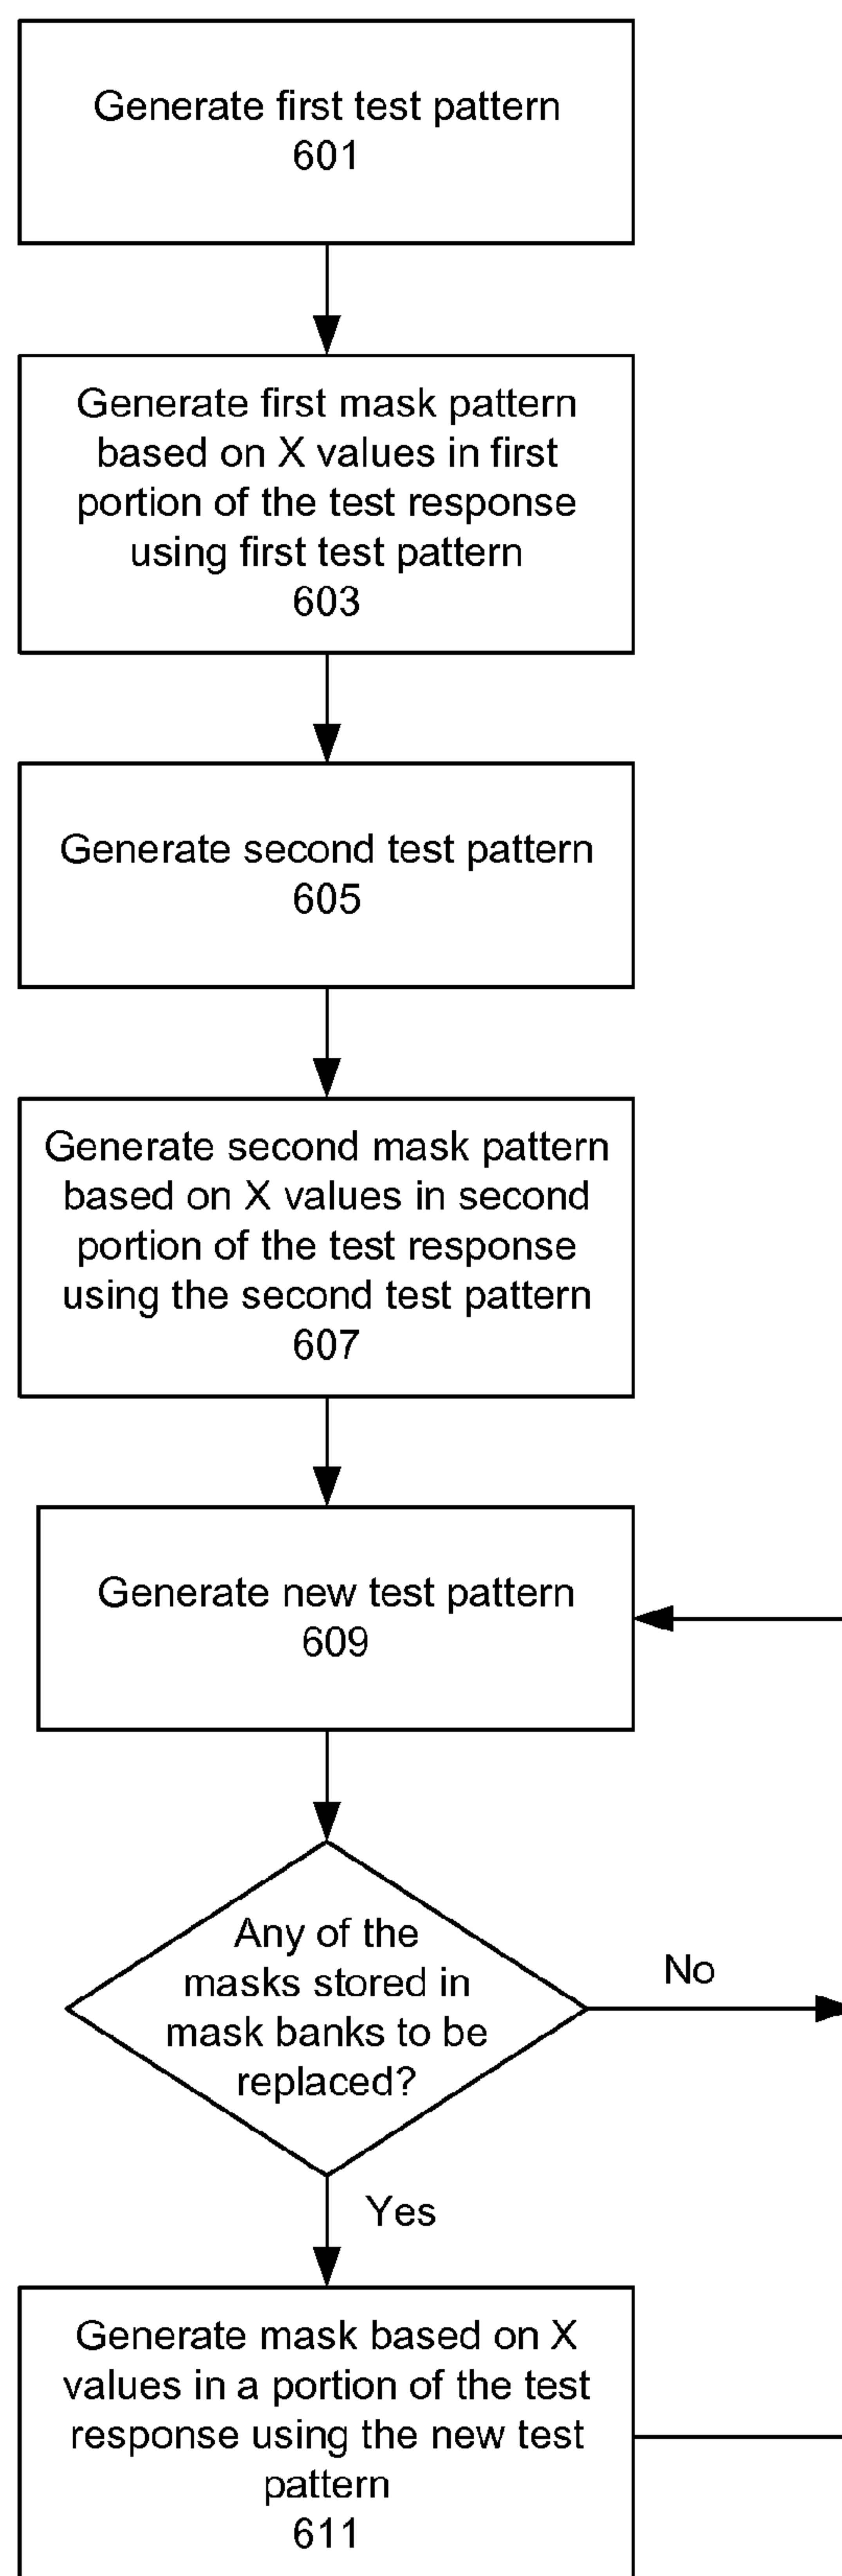 Generate first test pattern
601
Generate first mask pattern
based on X values in first
portion of the test response
using first test pattern
603
Generate second test pattern
605
Generate second mask pattern
based on X values in second
portion of the test response
using the second test pattern
607
Generate new test pattern
609
Any of the
masks stored in
mask banks to be
replaced?
No
Yes
Generate mask based on X
values in a portion of the test
response using the new test
pattern
611